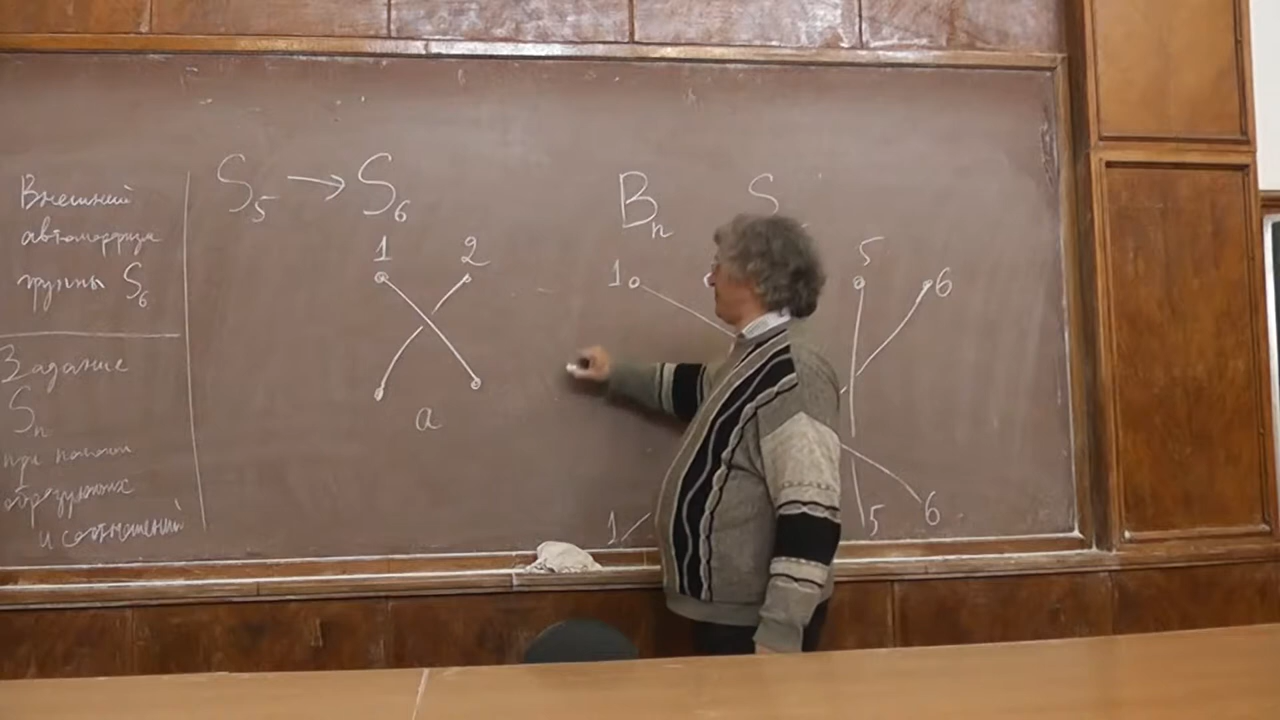 Внешний
автоморфизм
группы S₆
Задание
Sₙ
при помощи
образующих
и соотношений
S₅ → S₆
1 2
a
Bₙ S
1 5 6
1 5 6